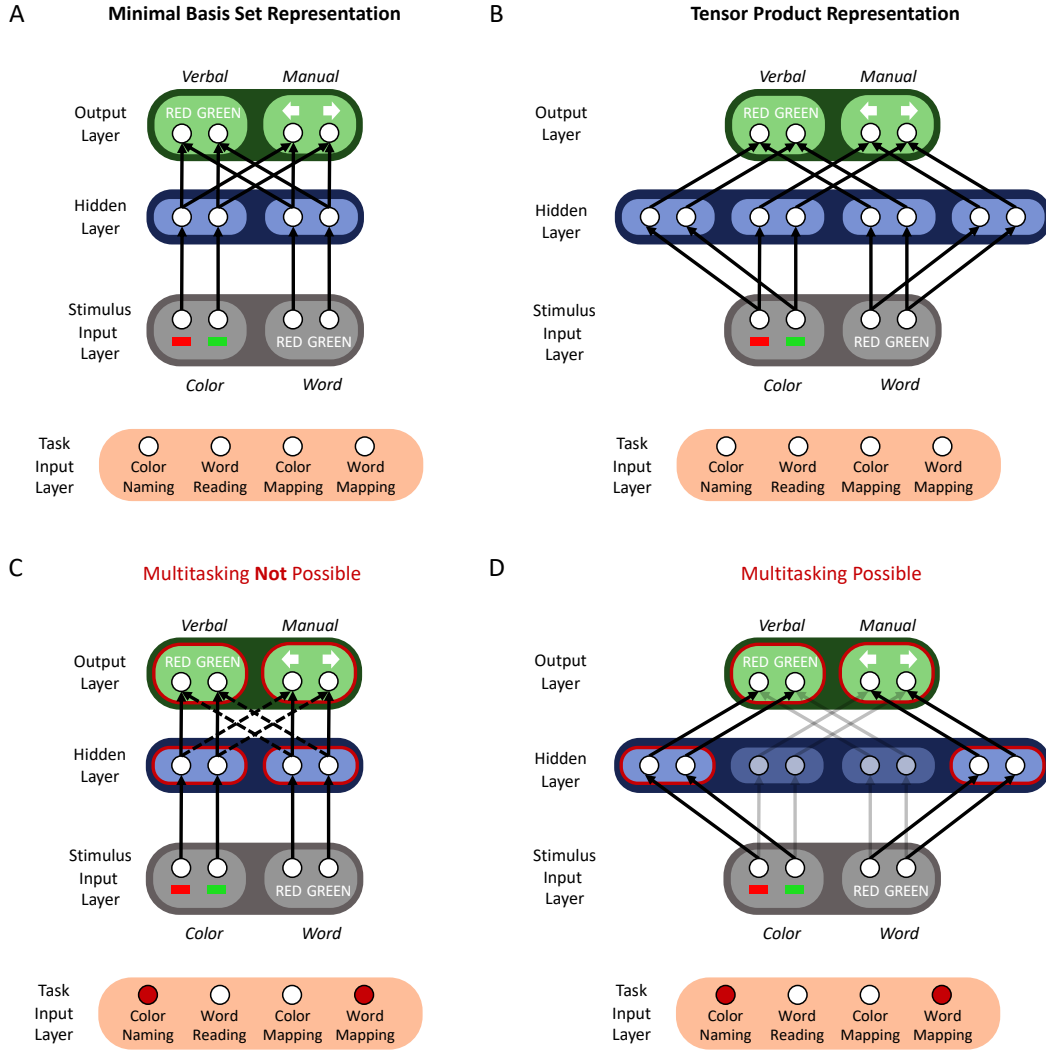 A
Minimal Basis Set Representation
Verbal Manual
Output
Layer
RED GREEN
Hidden
Layer
Stimulus
Input
Layer
RED GREEN
Color Word
Task
Input
Layer
Color Word Color Word
Naming Reading Mapping Mapping
B
Tensor Product Representation
Verbal Manual
Output
Layer
RED GREEN
Hidden
Layer
Stimulus
Input
Layer
RED GREEN
Color Word
Task
Input
Layer
Color Word Color Word
Naming Reading Mapping Mapping
C
Multitasking Not Possible
Verbal Manual
Output
Layer
RED GREEN
Hidden
Layer
Stimulus
Input
Layer
RED GREEN
Color Word
Task
Input
Layer
Color Word Color Word
Naming Reading Mapping Mapping
D
Multitasking Possible
Verbal Manual
Output
Layer
RED GREEN
Hidden
Layer
Stimulus
Input
Layer
RED GREEN
Color Word
Task
Input
Layer
Color Word Color Word
Naming Reading Mapping Mapping